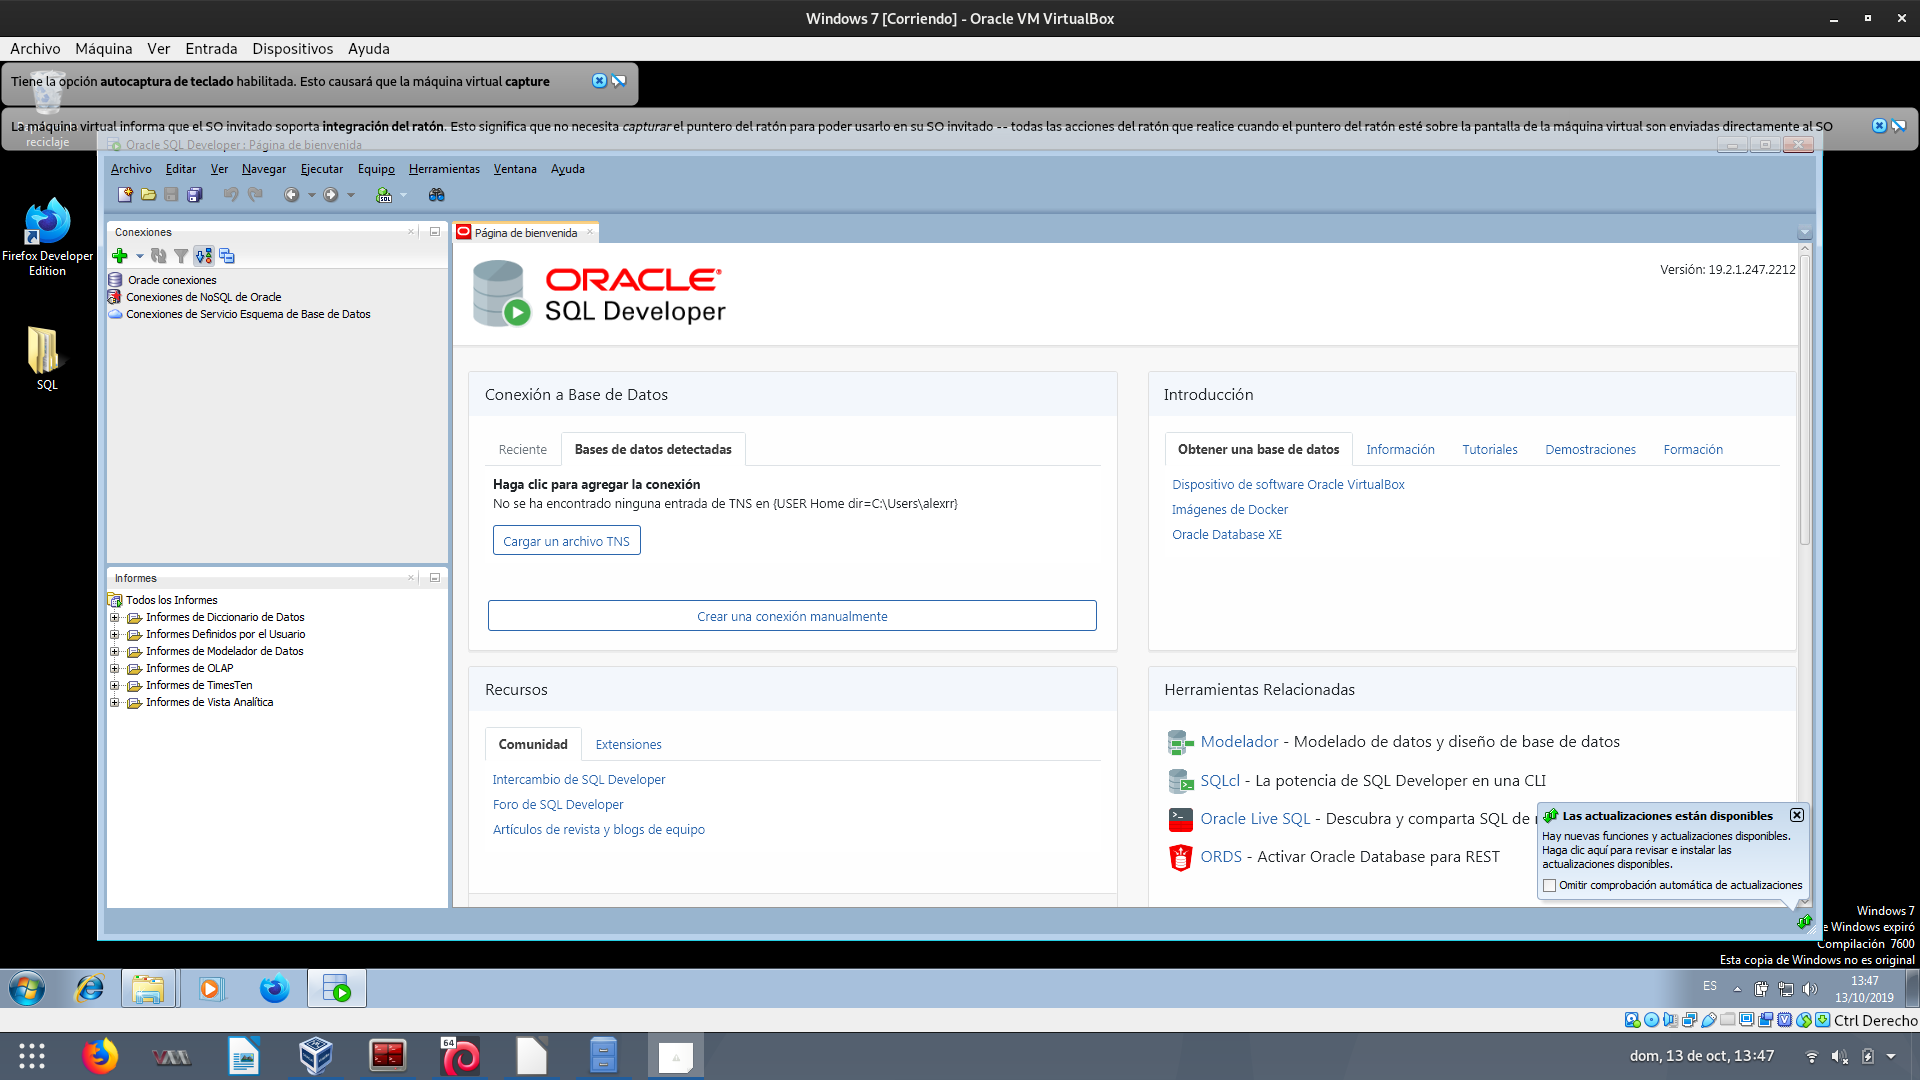 Windows 7 [Corriendo] - Oracle VM VirtualBox
Archivo Máquina Ver Entrada Dispositivos Ayuda
Tiene la opción autocaptura de teclado habilitada. Esto causará que la máquina virtual capture
La máquina virtual informa que el SO invitado soporta integración del ratón. Esto significa que no necesita capturar el puntero del ratón para poder usarlo en su SO invitado -- todas las acciones del ratón que realice cuando el puntero del ratón esté sobre la pantalla de la máquina virtual son enviadas directamente al SO
reciclaje
Oracle SQL Developer : Página de bienvenida
Archivo Editar Ver Navegar Ejecutar Equipo Herramientas Ventana Ayuda
SQL
Firefox Developer
Edition
SQL
Conexiones
Oracle conexiones
Conexiones de NoSQL de Oracle
Conexiones de Servicio Esquema de Base de Datos
Informes
Todos los Informes
Informes de Diccionario de Datos
Informes Definidos por el Usuario
Informes de Modelador de Datos
Informes de OLAP
Informes de TimesTen
Informes de Vista Analítica
Página de bienvenida
ORACLE
SQL Developer
Versión: 19.2.1.247.2212
Conexión a Base de Datos
Reciente Bases de datos detectadas
Haga clic para agregar la conexión
No se ha encontrado ninguna entrada de TNS en {USER Home dir=C:\Users\alexrr}
Cargar un archivo TNS
Crear una conexión manualmente
Introducción
Obtener una base de datos Información Tutoriales Demostraciones Formación
Dispositivo de software Oracle VirtualBox
Imágenes de Docker
Oracle Database XE
Recursos
Comunidad Extensiones
Intercambio de SQL Developer
Foro de SQL Developer
Artículos de revista y blogs de equipo
Herramientas Relacionadas
Modelador - Modelado de datos y diseño de base de datos
SQLcl - La potencia de SQL Developer en una CLI
Oracle Live SQL - Descubra y comparta SQL de
ORDS - Activar Oracle Database para REST
Las actualizaciones están disponibles
Hay nuevas funciones y actualizaciones disponibles.
Haga clic aquí para revisar e instalar las
actualizaciones disponibles.
Omitir comprobación automática de actualizaciones
Windows 7
e Windows expiró
Compilación 7600
Esta copia de Windows no es original
ES
13:47
13/10/2019
Ctrl Derecho
64
dom, 13 de oct, 13:47